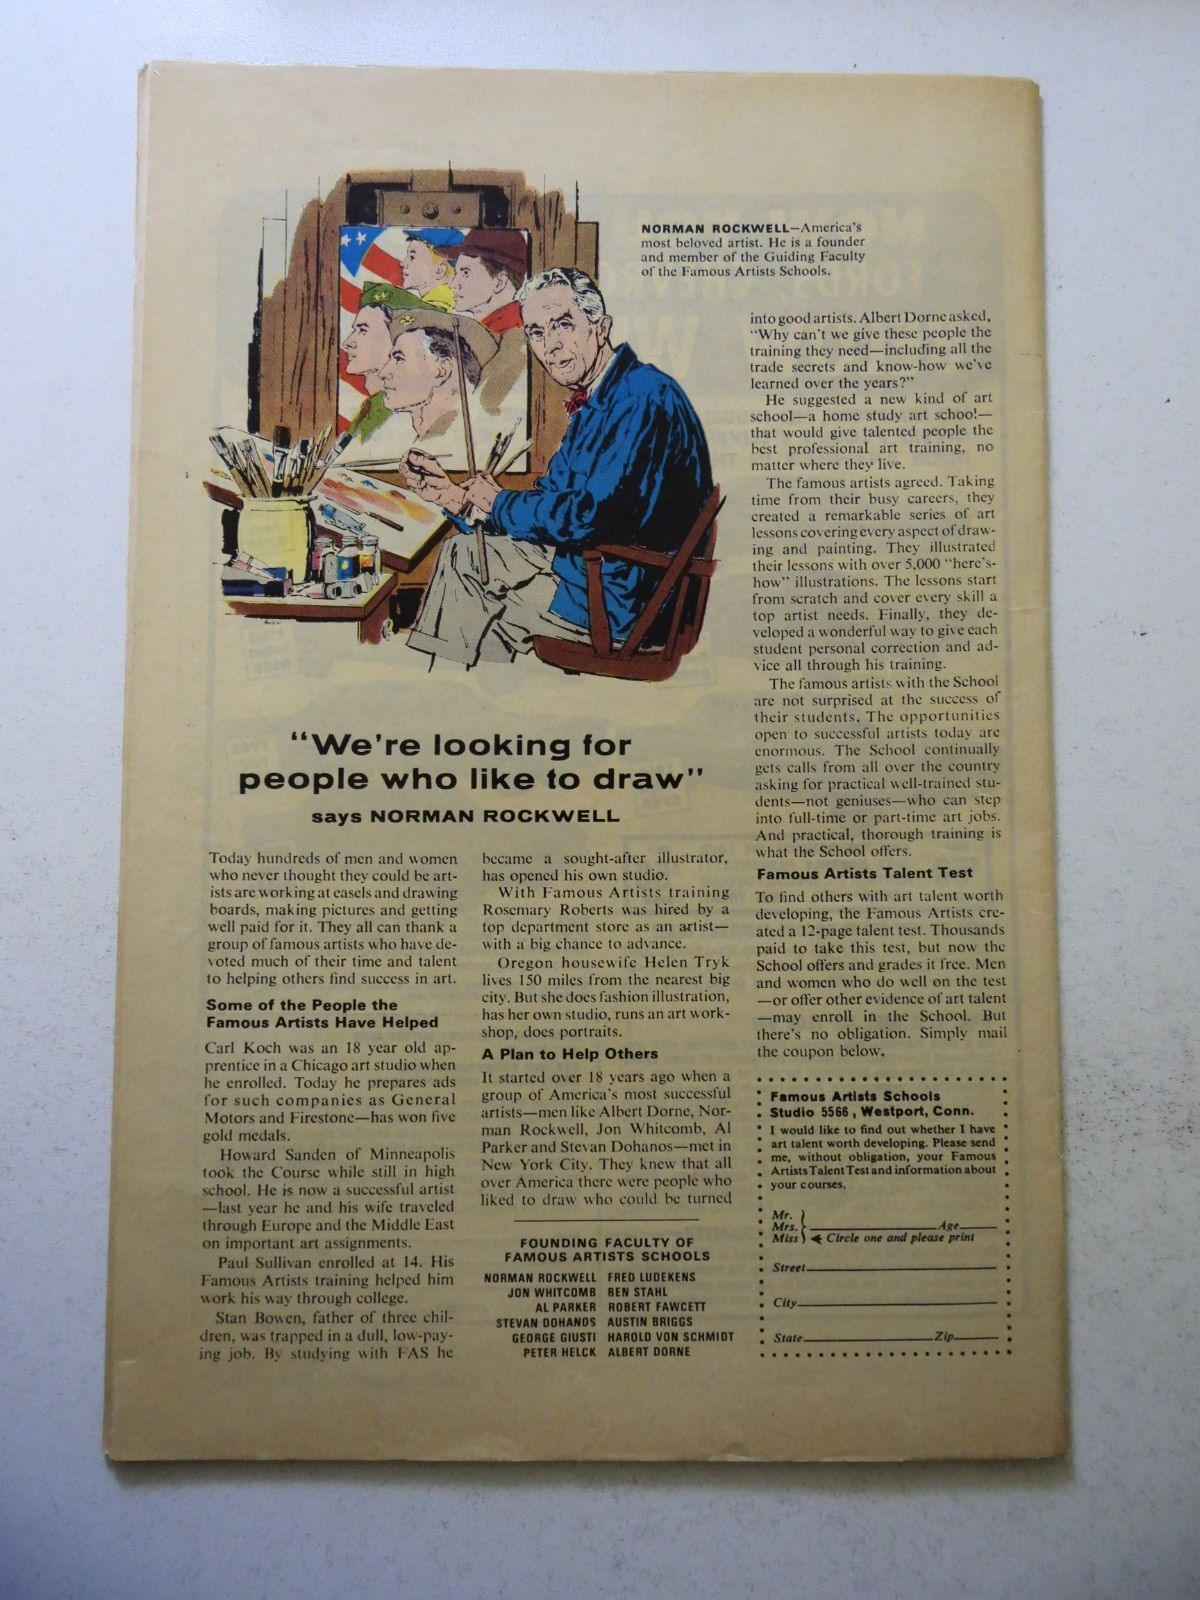 NORMAN ROCKWELL—America's
most beloved artist. He is a founder
and member of the Guiding Faculty
of the Famous Artists Schools.
"We're looking for
people who like to draw"
says NORMAN ROCKWELL
Today hundreds of men and women
who never thought they could be art-
ists are working at easels and drawing
boards, making pictures and getting
well paid for it. They all can thank a
group of famous artists who have de-
voted much of their time and talent
to helping others find success in art.
Some of the People the
Famous Artists Have Helped
Carl Koch was an 18 year old ap-
prentice in a Chicago art studio when
he enrolled. Today he prepares ads
for such companies as General
Motors and Firestone—has won five
gold medals.
Howard Sanden of Minneapolis
took the Course while still in high
school. He is now a successful artist
—last year he and his wife traveled
through Europe and the Middle East
on important art assignments.
Paul Sullivan enrolled at 14. His
Famous Artists training helped him
work his way through college.
Stan Bowen, father of three chil-
dren, was trapped in a dull, low-pay-
ing job. By studying with FAS he
became a sought-after illustrator,
has opened his own studio.
With Famous Artists training
Rosemary Roberts was hired by a
top department store as an artist—
with a big chance to advance.
Oregon housewife Helen Tryk
lives 150 miles from the nearest big
city. But she does fashion illustration,
has her own studio, runs an art work-
shop, does portraits.
A Plan to Help Others
It started over 18 years ago when a
group of America's most successful
artists—men like Albert Dorne, Nor-
man Rockwell, Jon Whitcomb, Al
Parker and Stevan Dohanos—met in
New York City. They knew that all
over America there were people who
liked to draw who could be turned
into good artists. Albert Dorne asked,
"Why can't we give these people the
training they need—including all the
trade secrets and know-how we've
learned over the years?"
He suggested a new kind of art
school—a home study art school—
that would give talented people the
best professional art training, no
matter where they live.
The famous artists agreed. Taking
time from their busy careers, they
created a remarkable series of art
lessons covering every aspect of draw-
ing and painting. They illustrated
their lessons with over 5,000 "here's-
how" illustrations. The lessons start
from scratch and cover every skill a
top artist needs. Finally, they de-
veloped a wonderful way to give each
student personal correction and ad-
vice all through his training.
The famous artists with the School
are not surprised at the success of
their students. The opportunities
open to successful artists today are
enormous. The School continually
gets calls from all over the country
asking for practical well-trained stu-
dents—not geniuses—who can step
into full-time or part-time art jobs.
And practical, thorough training is
what the School offers.
Famous Artists Talent Test
To find others with art talent worth
developing, the Famous Artists cre-
ated a 12-page talent test. Thousands
paid to take this test, but now the
School offers and grades it free. Men
and women who do well on the test
—or offer other evidence of art talent
—may enroll in the School. But
there's no obligation. Simply mail
the coupon below.
FOUNDING FACULTY OF
FAMOUS ARTISTS SCHOOLS
NORMAN ROCKWELL FRED LUDEKENS
JON WHITCOMB BEN STAHL
AL PARKER ROBERT FAWCETT
STEVAN DOHANOS AUSTIN BRIGGS
GEORGE GIUSTI HAROLD VON SCHMIDT
PETER HELCK ALBERT DORNE
Famous Artists Schools
Studio 5566, Westport, Conn.
I would like to find out whether I have
art talent worth developing. Please send
me, without obligation, your Famous
Artists Talent Test and information about
your courses.
Mr.
Mrs. Age
Miss Circle one and please print
Street
City
State Zip